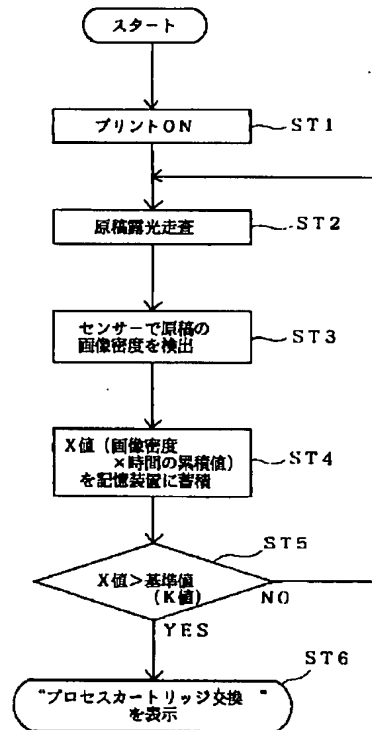 スタート
プリントON
ST1
原稿露光走査
ST2
センサーで原稿の
画像密度を検出
ST3
X値(画像密度
×時間の累積値)
を記憶装置に蓄積
ST4
ST5
X値>基準値
(K値)
NO
YES
ST6
"プロセスカートリッジ交換 "
を表示